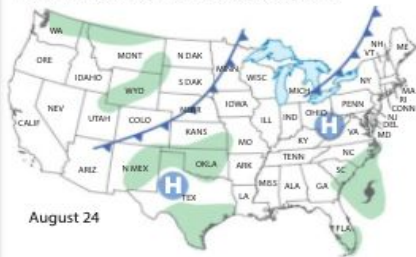 WA
MONT
N DAK
MINN
ORE
IDAHO
WYO
S DAK
WISC
MICH
NY
NH
VT
ME
MA
RI
CONN
NJ
DEL
MD
NEV
UTAH
COLO
NEBR
IOWA
ILL
IND
OHIO
PENN
H
VA
CALIF
KANS
MO
KY
NC
ARIZ
N MEX
OKLA
ARK
TENN
SC
H
TEX
LA
MISS
ALA
GA
FLA
August 24